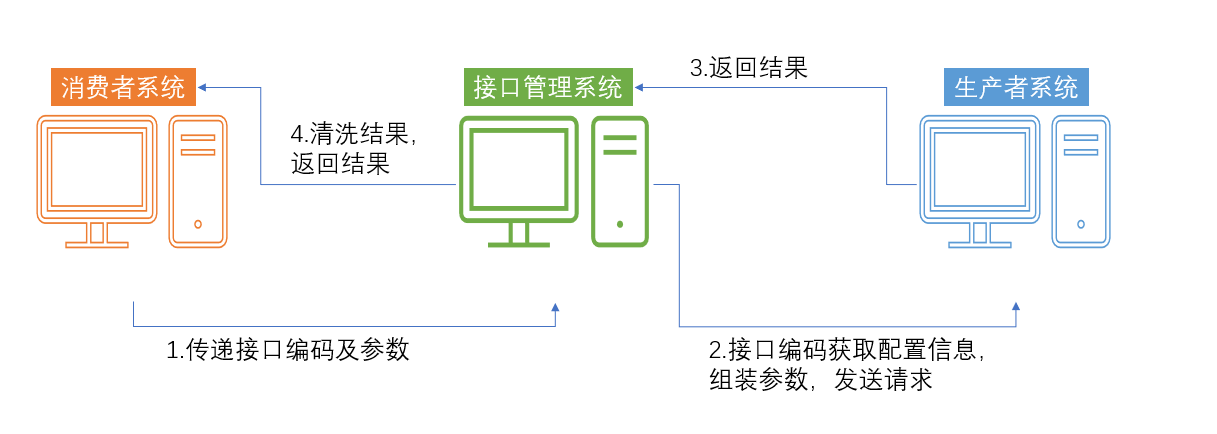 消费者系统
接口管理系统
生产者系统
3.返回结果
4.清洗结果，
返回结果
1.传递接口编码及参数
2.接口编码获取配置信息，
组装参数，发送请求